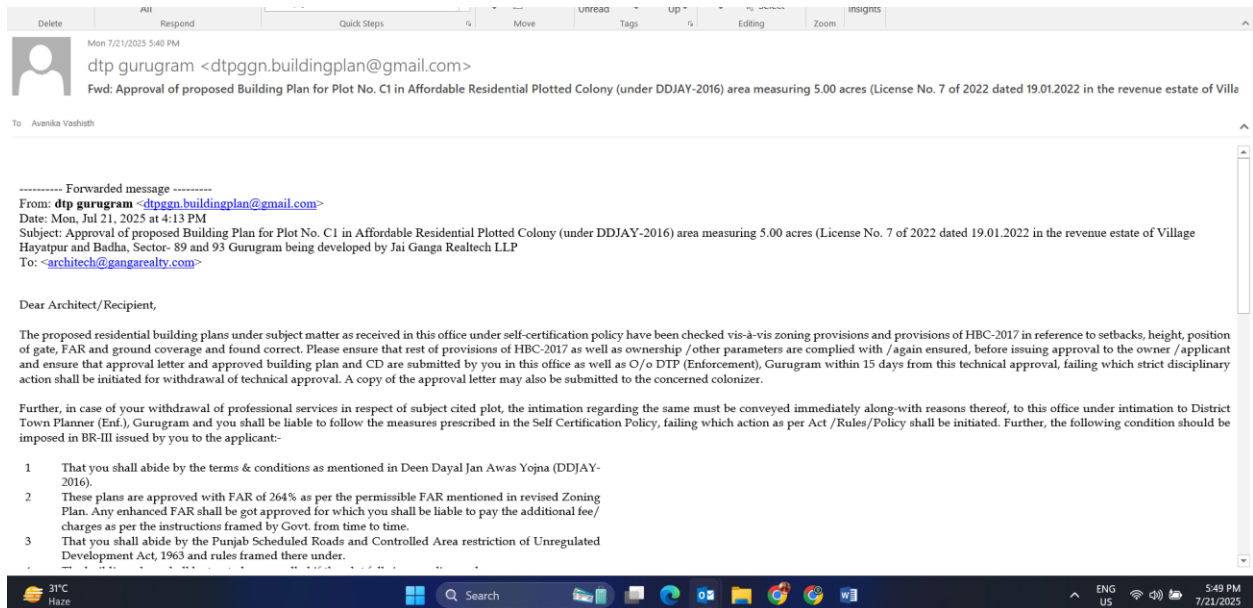 All
Unread
Up
Select
Insights
Delete
Respond
Quick Steps
Move
Tags
Editing
Zoom
Mon 7/21/2025 5:40 PM
dtp gurugram <dtpggn.buildingplan@gmail.com>
Fwd: Approval of proposed Building Plan for Plot No. C1 in Affordable Residential Plotted Colony (under DDJAY-2016) area measuring 5.00 acres (License No. 7 of 2022 dated 19.01.2022 in the revenue estate of Villa
To Avanika Vashisth
---------- Forwarded message ---------
From: dtp gurugram <dtpggn.buildingplan@gmail.com>
Date: Mon, Jul 21, 2025 at 4:13 PM
Subject: Approval of proposed Building Plan for Plot No. C1 in Affordable Residential Plotted Colony (under DDJAY-2016) area measuring 5.00 acres (License No. 7 of 2022 dated 19.01.2022 in the revenue estate of Village
Hayatpur and Badha, Sector- 89 and 93 Gurugram being developed by Jai Ganga Realtech LLP
To: <architech@gangarealty.com>
Dear Architect/Recipient,
The proposed residential building plans under subject matter as received in this office under self-certification policy have been checked vis-à-vis zoning provisions and provisions of HBC-2017 in reference to setbacks, height, position
of gate, FAR and ground coverage and found correct. Please ensure that rest of provisions of HBC-2017 as well as ownership /other parameters are complied with /again ensured, before issuing approval to the owner /applicant
and ensure that approval letter and approved building plan and CD are submitted by you in this office as well as O/o DTP (Enforcement), Gurugram within 15 days from this technical approval, failing which strict disciplinary
action shall be initiated for withdrawal of technical approval. A copy of the approval letter may also be submitted to the concerned colonizer.
Further, in case of your withdrawal of professional services in respect of subject cited plot, the intimation regarding the same must be conveyed immediately along-with reasons thereof, to this office under intimation to District
Town Planner (Enf.), Gurugram and you shall be liable to follow the measures prescribed in the Self Certification Policy, failing which action as per Act /Rules/Policy shall be initiated. Further, the following condition should be
imposed in BR-III issued by you to the applicant:-
1 That you shall abide by the terms & conditions as mentioned in Deen Dayal Jan Awas Yojna (DDJAY-
2016).
2 These plans are approved with FAR of 264% as per the permissible FAR mentioned in revised Zoning
Plan. Any enhanced FAR shall be got approved for which you shall be liable to pay the additional fee/
charges as per the instructions framed by Govt. from time to time.
3 That you shall abide by the Punjab Scheduled Roads and Controlled Area restriction of Unregulated
Development Act, 1963 and rules framed there under.
31°C
Haze
Search
ENG
US
5:49 PM
7/21/2025